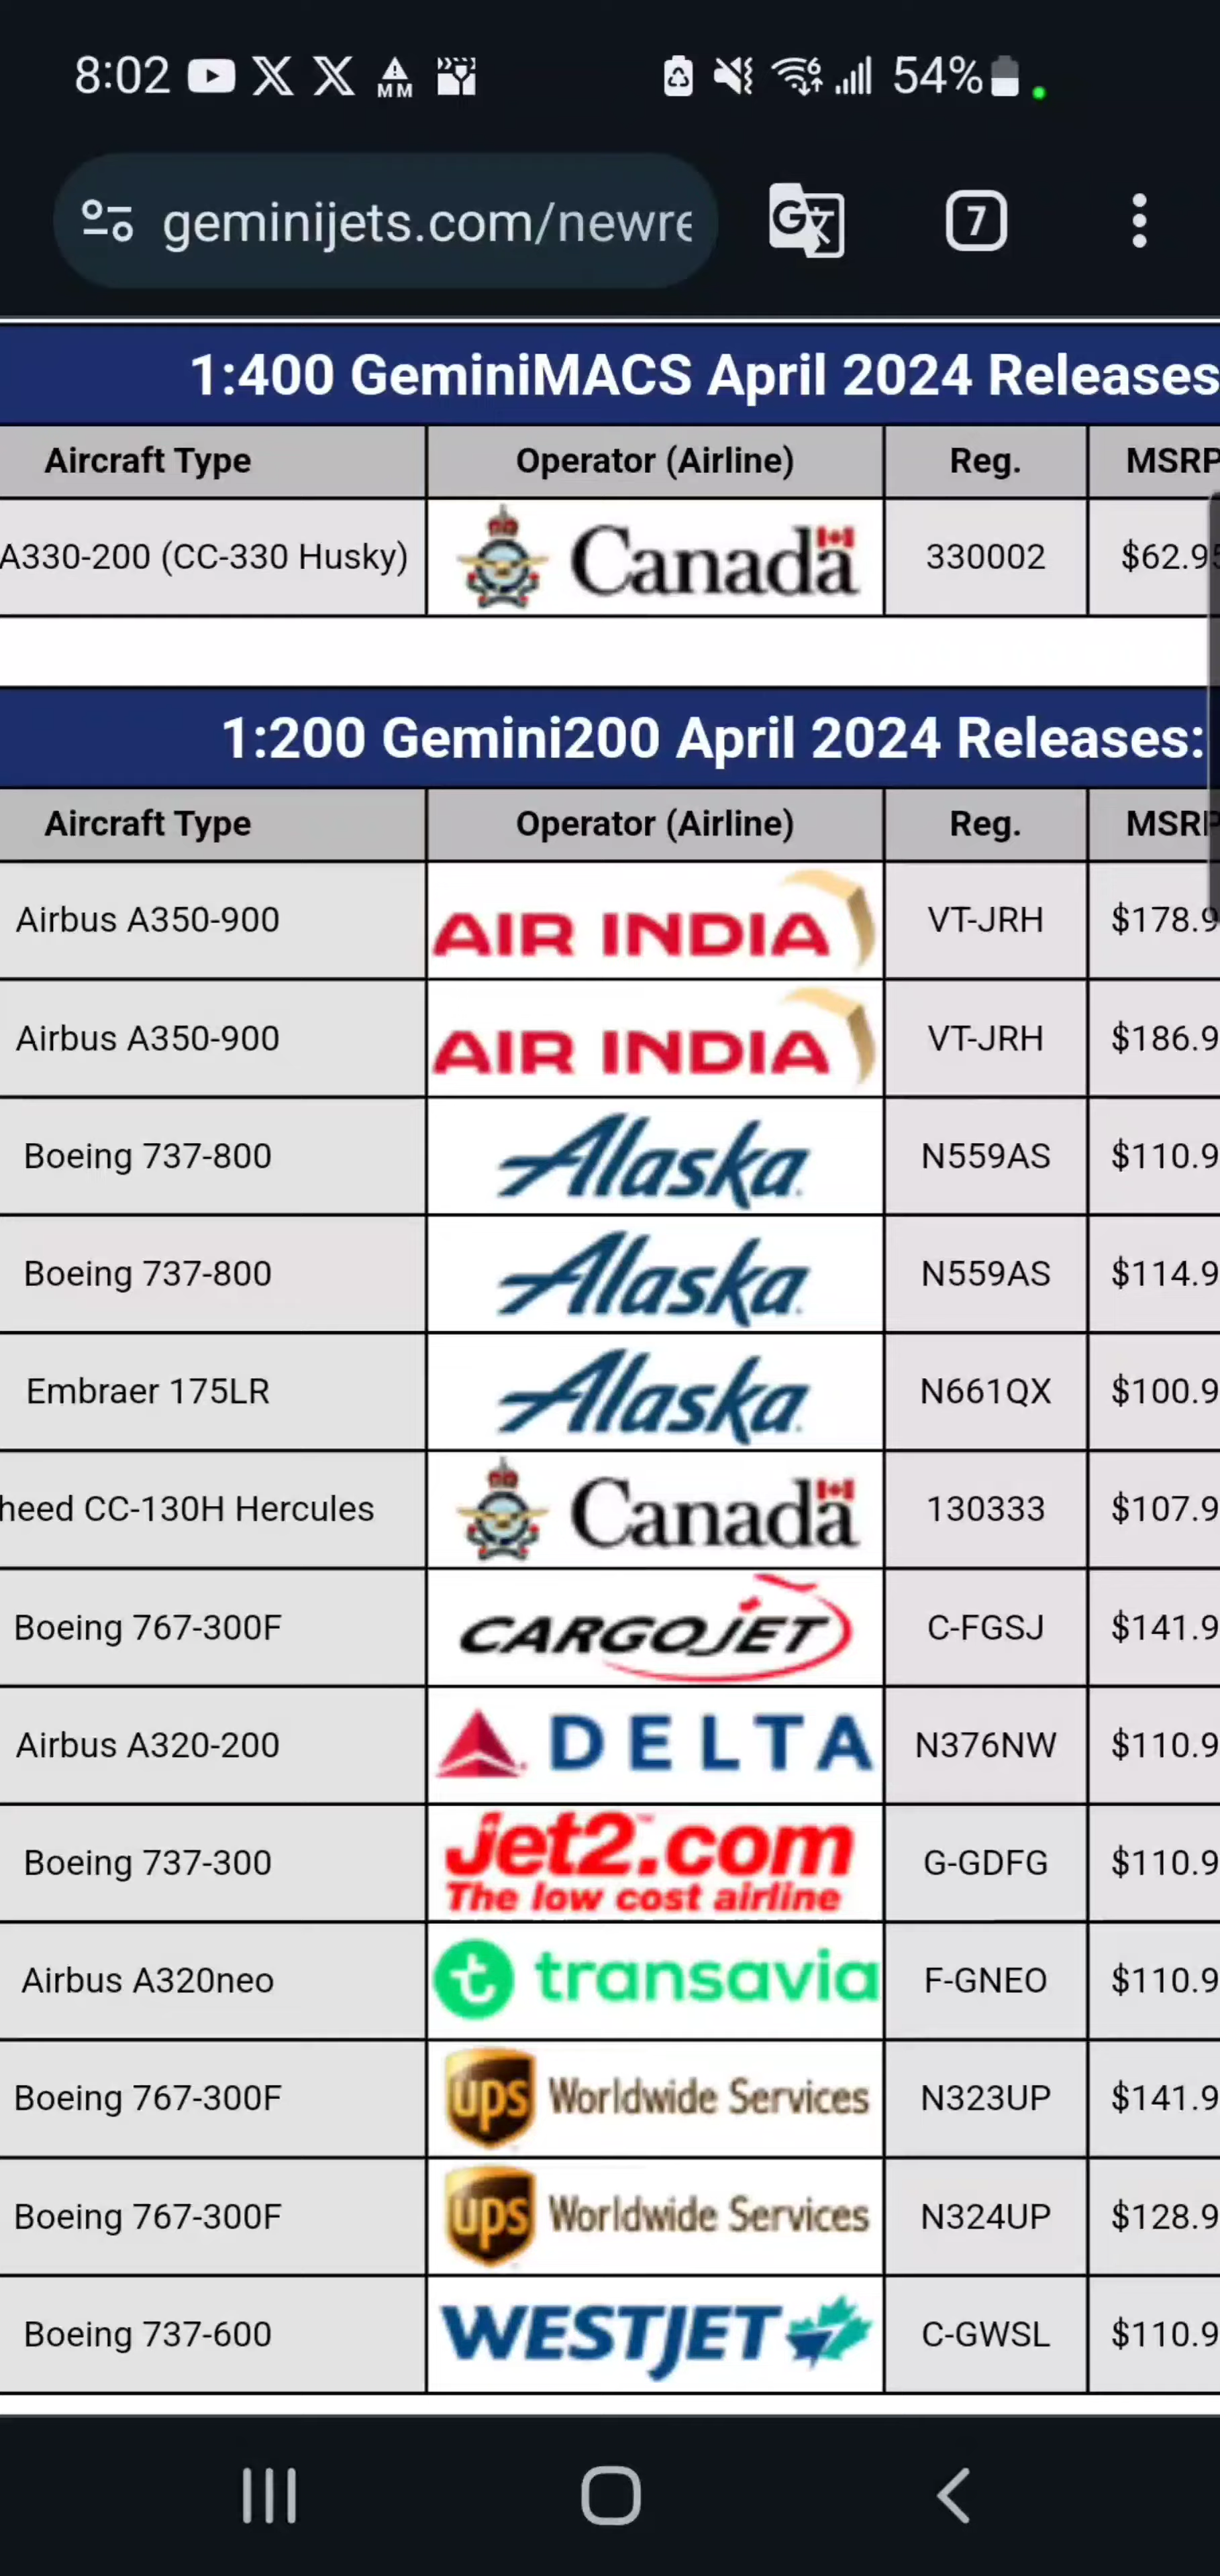 8:02 MM 6 54%
geminijets.com/newre 7
1:400 GeminiMACS April 2024 Releases
Aircraft Type Operator (Airline) Reg. MSRP
A330-200 (CC-330 Husky) Canada 330002 $62.95
1:200 Gemini200 April 2024 Releases:
Aircraft Type Operator (Airline) Reg. MSRP
Airbus A350-900 AIR INDIA VT-JRH $178.9
Airbus A350-900 AIR INDIA VT-JRH $186.9
Boeing 737-800 Alaska N559AS $110.9
Boeing 737-800 Alaska N559AS $114.9
Embraer 175LR Alaska N661QX $100.9
heed CC-130H Hercules Canada 130333 $107.9
Boeing 767-300F CARGOJET C-FGSJ $141.9
Airbus A320-200 DELTA N376NW $110.9
Boeing 737-300 Jet2.com The low cost airline G-GDFG $110.9
Airbus A320neo transavia F-GNEO $110.9
Boeing 767-300F ups Worldwide Services N323UP $141.9
Boeing 767-300F ups Worldwide Services N324UP $128.9
Boeing 737-600 WESTJET C-GWSL $110.9